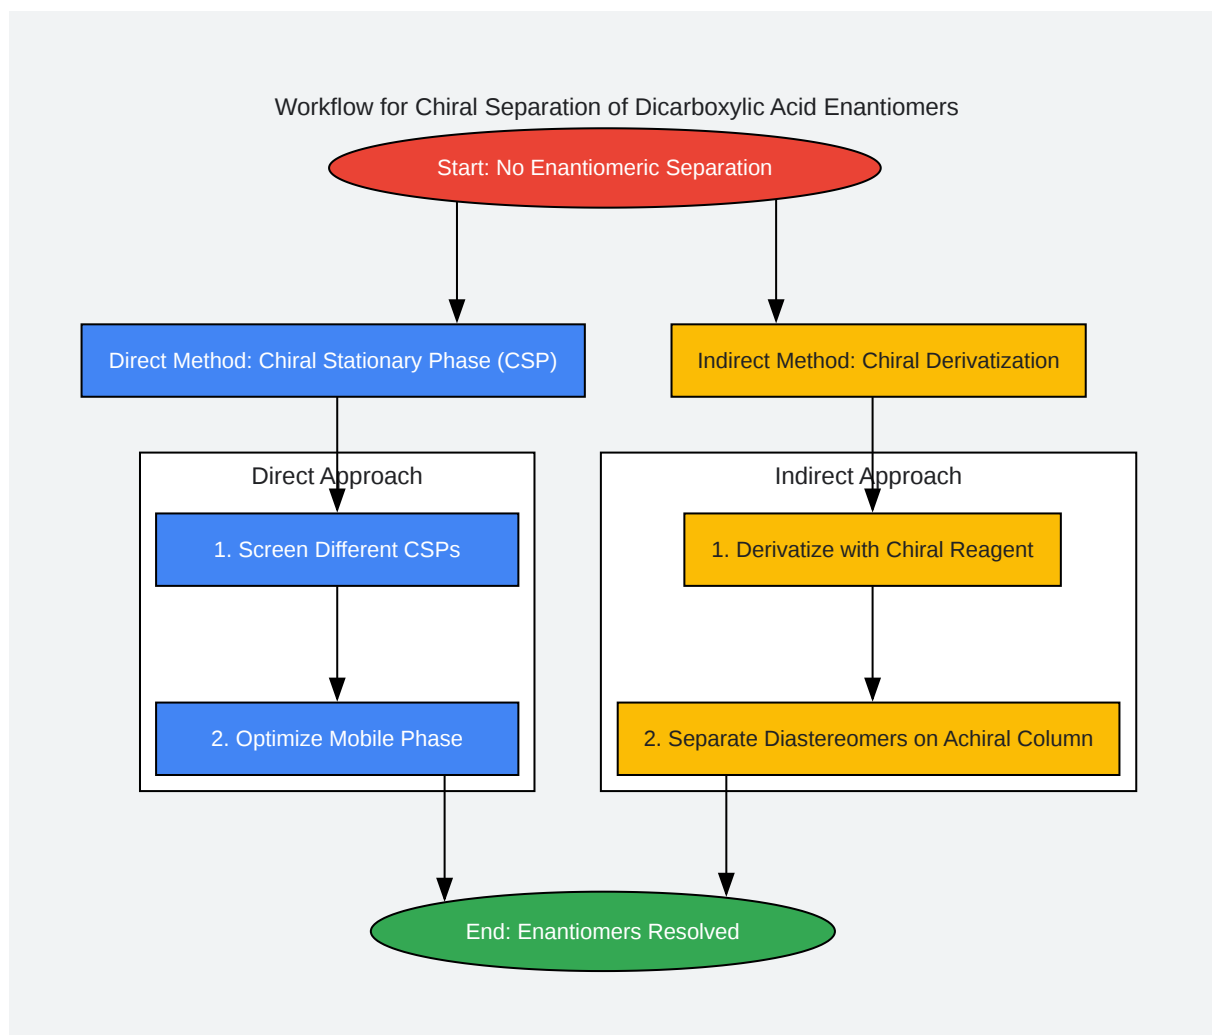 Workflow for Chiral Separation of Dicarboxylic Acid Enantiomers
Start: No Enantiomeric Separation
Direct Method: Chiral Stationary Phase (CSP)
Indirect Method: Chiral Derivatization
Direct Approach
1. Screen Different CSPs
2. Optimize Mobile Phase
Indirect Approach
1. Derivatize with Chiral Reagent
2. Separate Diastereomers on Achiral Column
End: Enantiomers Resolved